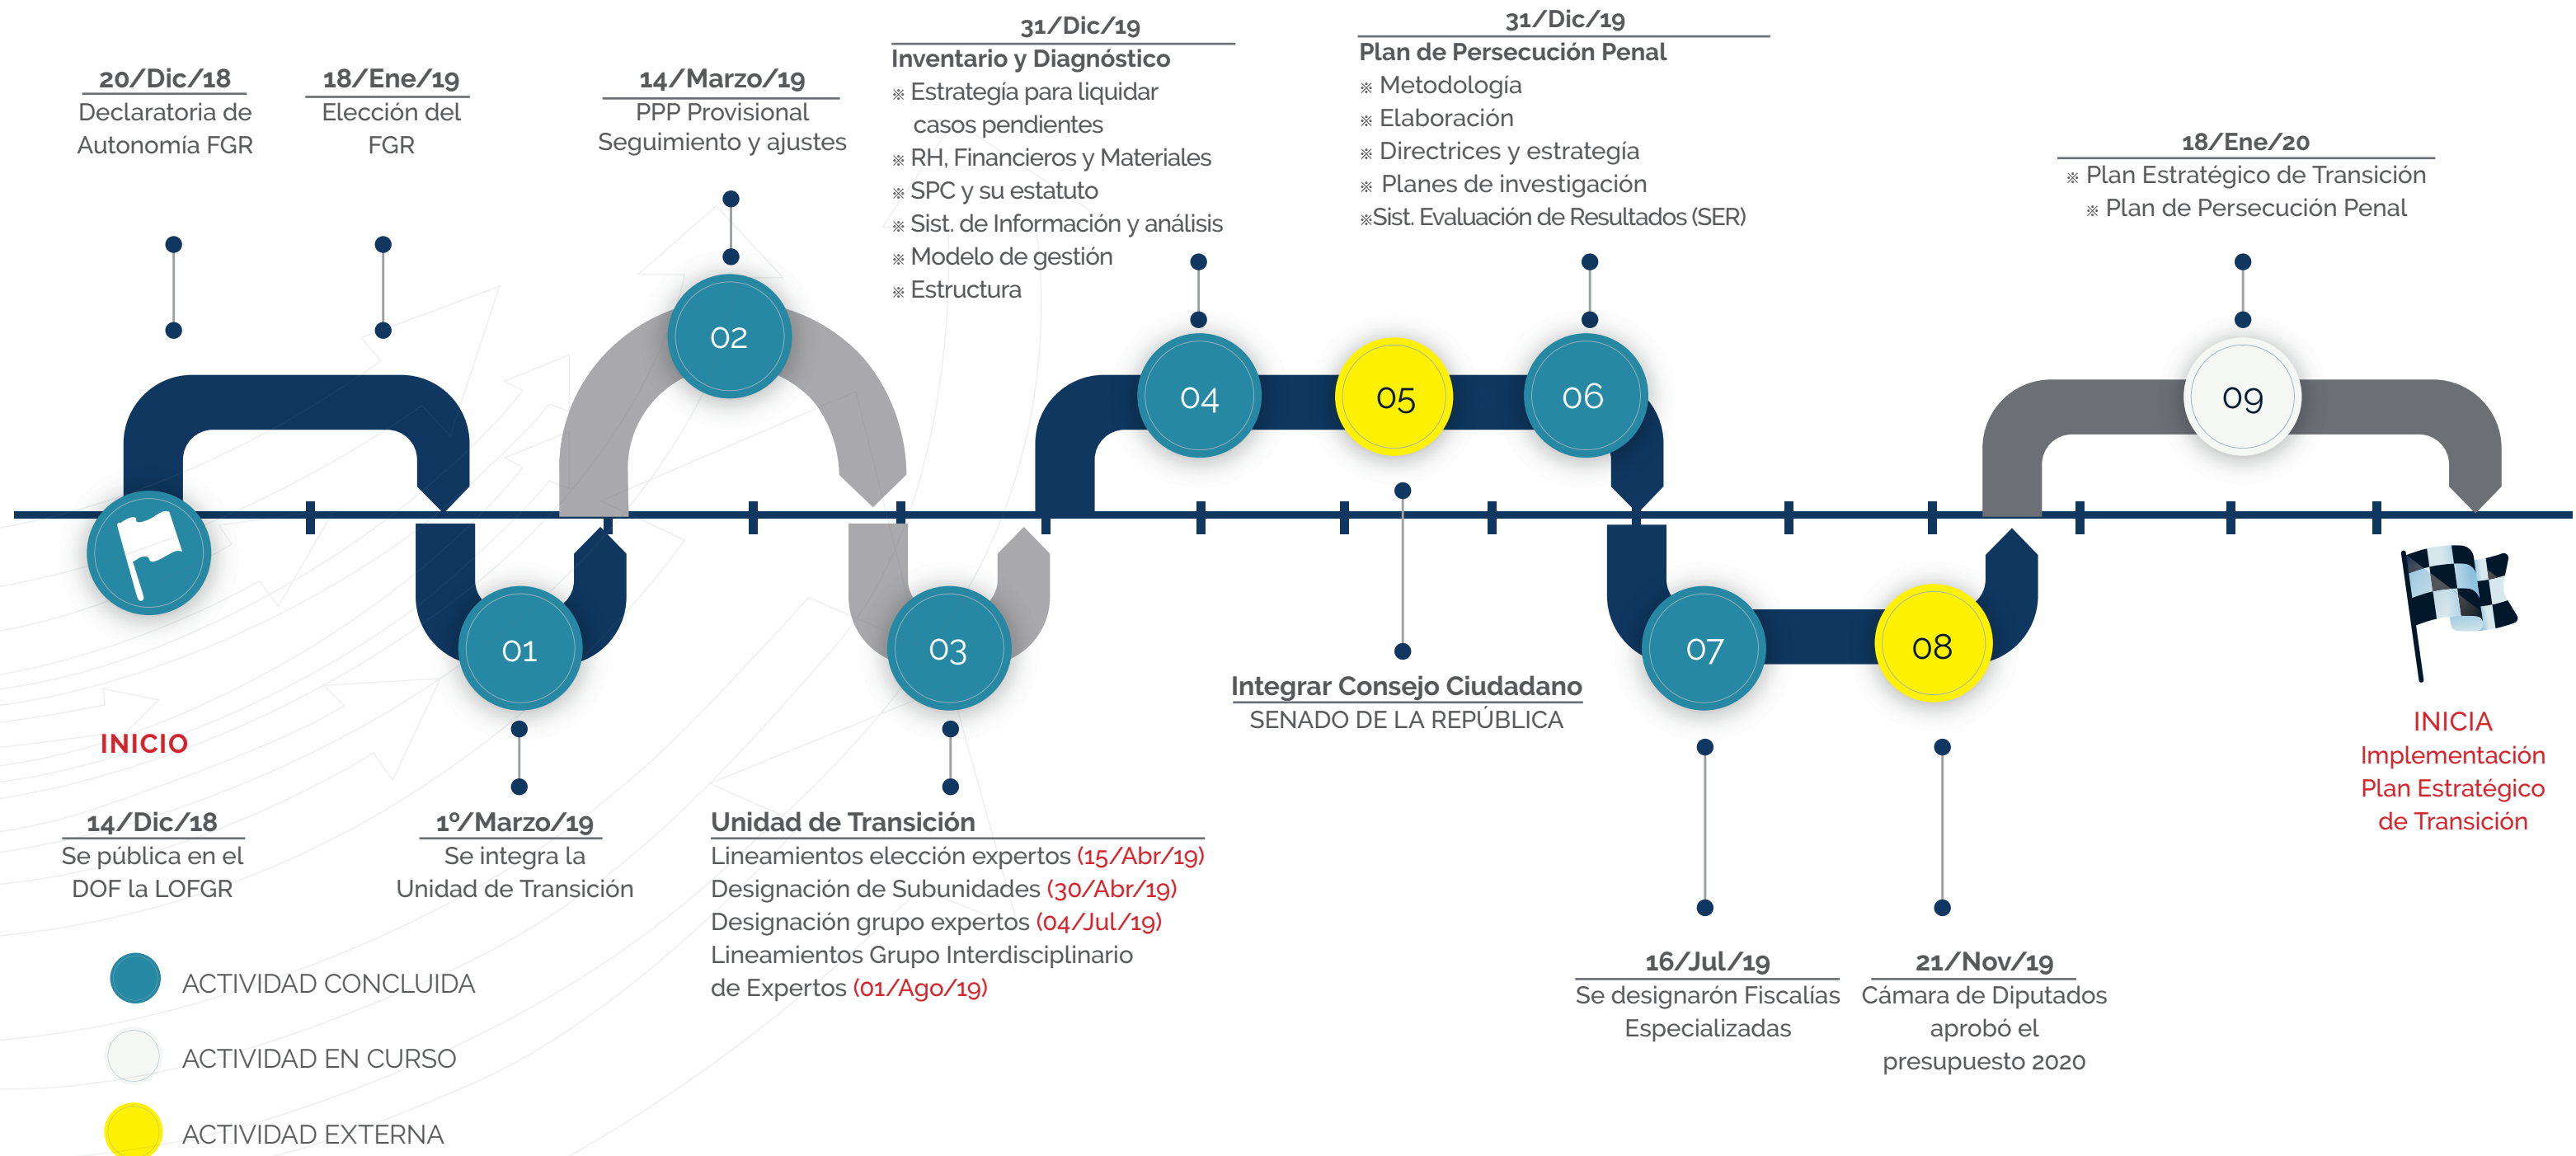 20/Dic/18
Declaratoria de
Autonomía FGR
18/Ene/19
Elección del
FGR
14/Marzo/19
PPP Provisional
Seguimiento y ajustes
31/Dic/19
Inventario y Diagnóstico
※ Estrategía para liquidar
casos pendientes
※ RH, Financieros y Materiales
※ SPC y su estatuto
※ Sist. de Información y análisis
※ Modelo de gestión
※ Estructura
31/Dic/19
Plan de Persecución Penal
※ Metodología
※ Elaboración
※ Directrices y estrategía
※ Planes de investigación
※Sist. Evaluación de Resultados (SER)
18/Ene/20
※ Plan Estratégico de Transición
※ Plan de Persecución Penal
02
04
05
06
09
01
03
07
08
INICIO
14/Dic/18
Se pública en el
DOF la LOFGR
1º/Marzo/19
Se integra la
Unidad de Transición
Unidad de Transición
Lineamientos elección expertos (15/Abr/19)
Designación de Subunidades (30/Abr/19)
Designación grupo expertos (04/Jul/19)
Lineamientos Grupo Interdisciplinario
de Expertos (01/Ago/19)
Integrar Consejo Ciudadano
SENADO DE LA REPÚBLICA
16/Jul/19
Se designarón Fiscalías
Especializadas
21/Nov/19
Cámara de Diputados
aprobó el
presupuesto 2020
INICIA
Implementación
Plan Estratégico
de Transición
ACTIVIDAD CONCLUIDA
ACTIVIDAD EN CURSO
ACTIVIDAD EXTERNA